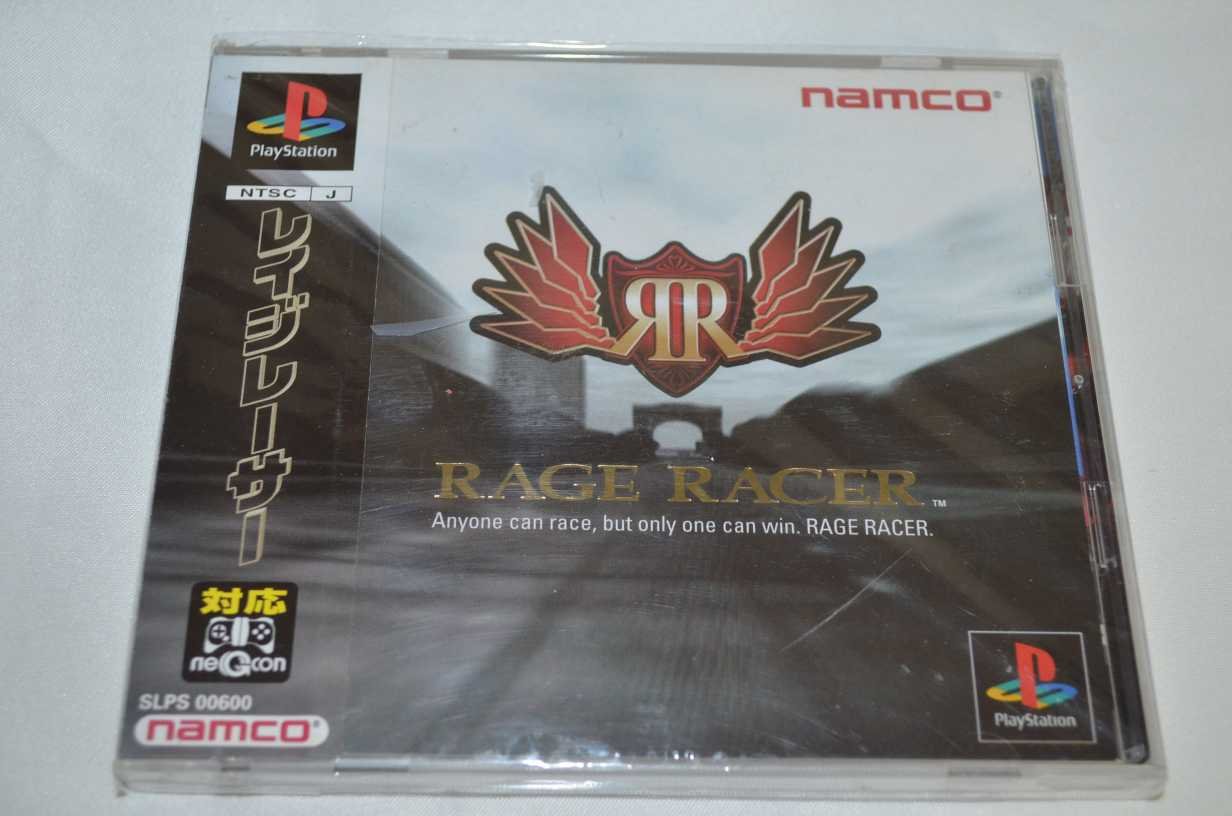 PlayStation
NTSC J
レイジレーサー
対応
neGcon
SLPS 00600
namco®
namco®
RR
RAGE RACER™
Anyone can race, but only one can win. RAGE RACER.
PlayStation